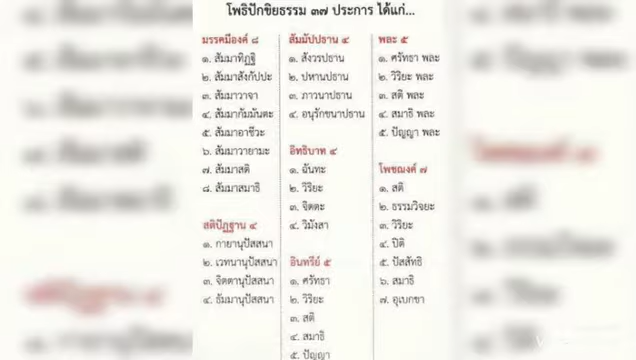 โพธิปักขิยธรรม ๓๗ ประการ ได้แก่...
มรรคมีองค์ ๘
๑. สัมมาทิฏฐิ
๒. สัมมาสังกัปปะ
๓. สัมมาวาจา
๔. สัมมากัมมันตะ
๕. สัมมาอาชีวะ
๖. สัมมาวายามะ
๗. สัมมาสติ
๘. สัมมาสมาธิ
สติปัฏฐาน ๔
๑. กายานุปัสสนา
๒. เวทนานุปัสสนา
๓. จิตตานุปัสสนา
๔. ธัมมานุปัสสนา
สัมมัปปธาน ๔
๑. สังวรปธาน
๒. ปหานปธาน
๓. ภาวนาปธาน
๔. อนุรักขนาปธาน
อิทธิบาท ๔
๑. ฉันทะ
๒. วิริยะ
๓. จิตตะ
๔. วิมังสา
อินทรีย์ ๕
๑. ศรัทธา
๒. วิริยะ
๓. สติ
๔. สมาธิ
๕. ปัญญา
พละ ๕
๑. ศรัทธา พละ
๒. วิริยะ พละ
๓. สติ พละ
๔. สมาธิ พละ
๕. ปัญญา พละ
โพชฌงค์ ๗
๑. สติ
๒. ธรรมวิจยะ
๓. วิริยะ
๔. ปิติ
๕. ปัสสัทธิ
๖. สมาธิ
๗. อุเบกขา